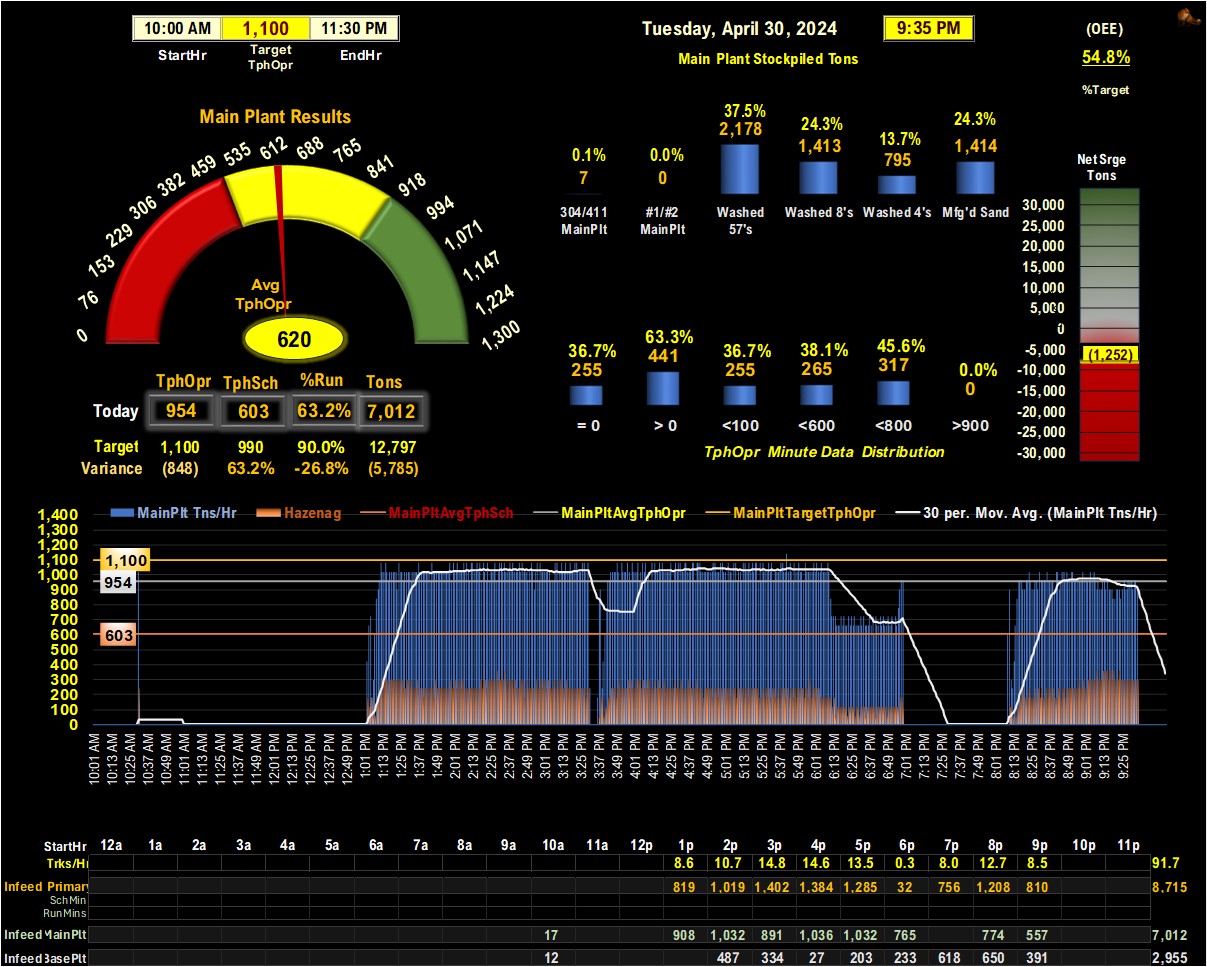 10:00 AM 1,100 11:30 PM
StartHr Target TphOpr EndHr
Tuesday, April 30, 2024 9:35 PM
(OEE)
54.8%
%Target
Main Plant Stockpiled Tons
Main Plant Results
0 76 153 229 306 382 459 535 612 688 765 841 918 994 1,071 1,147 1,224 1,300
Avg
TphOpr
620
37.5% 24.3% 13.7% 24.3%
0.1% 0.0% 2,178 1,413 795 1,414
7 0
304/411 MainPlt #1/#2 MainPlt Washed 57's Washed 8's Washed 4's Mfg'd Sand
Net Srge
Tons
30,000
25,000
20,000
15,000
10,000
5,000
0
-5,000
(1,252)
-10,000
-15,000
-20,000
-25,000
-30,000
36.7% 63.3% 36.7% 38.1% 45.6% 0.0%
255 441 255 265 317 0
= 0 > 0 <100 <600 <800 >900
TphOpr Minute Data Distribution
TphOpr TphSch %Run Tons
Today 954 603 63.2% 7,012
Target 1,100 990 90.0% 12,797
Variance (848) 63.2% -26.8% (5,785)
MainPlt Tns/Hr Hazenag MainPltAvgTphSch MainPltAvgTphOpr MainPltTargetTphOpr 30 per. Mov. Avg. (MainPlt Tns/Hr)
1,400
1,300
1,200
1,100
1,000
900
800
700
600
500
400
300
200
100
0
1,100
954
603
10:01 AM 10:13 AM 10:25 AM 10:37 AM 10:49 AM 11:01 AM 11:13 AM 11:25 AM 11:37 AM 11:49 AM 12:01 PM 12:13 PM 12:25 PM 12:37 PM 12:49 PM 1:01 PM 1:13 PM 1:25 PM 1:37 PM 1:49 PM 2:01 PM 2:13 PM 2:25 PM 2:37 PM 2:49 PM 3:01 PM 3:13 PM 3:25 PM 3:37 PM 3:49 PM 4:01 PM 4:13 PM 4:25 PM 4:37 PM 4:49 PM 5:01 PM 5:13 PM 5:25 PM 5:37 PM 5:49 PM 6:01 PM 6:13 PM 6:25 PM 6:37 PM 6:49 PM 7:01 PM 7:13 PM 7:25 PM 7:37 PM 7:49 PM 8:01 PM 8:13 PM 8:25 PM 8:37 PM 8:49 PM 9:01 PM 9:13 PM 9:25 PM
StartHr 12a 1a 2a 3a 4a 5a 6a 7a 8a 9a 10a 11a 12p 1p 2p 3p 4p 5p 6p 7p 8p 9p 10p 11p
Trks/Hr 8.6 10.7 14.8 14.6 13.5 0.3 8.0 12.7 8.5 91.7
Infeed Primary 819 1,019 1,402 1,384 1,285 32 756 1,208 810 8,715
SchMin
RunMins
Infeed MainPlt 17 908 1,032 891 1,036 1,032 765 774 557 7,012
Infeed BasePlt 12 487 334 27 203 233 618 650 391 2,955